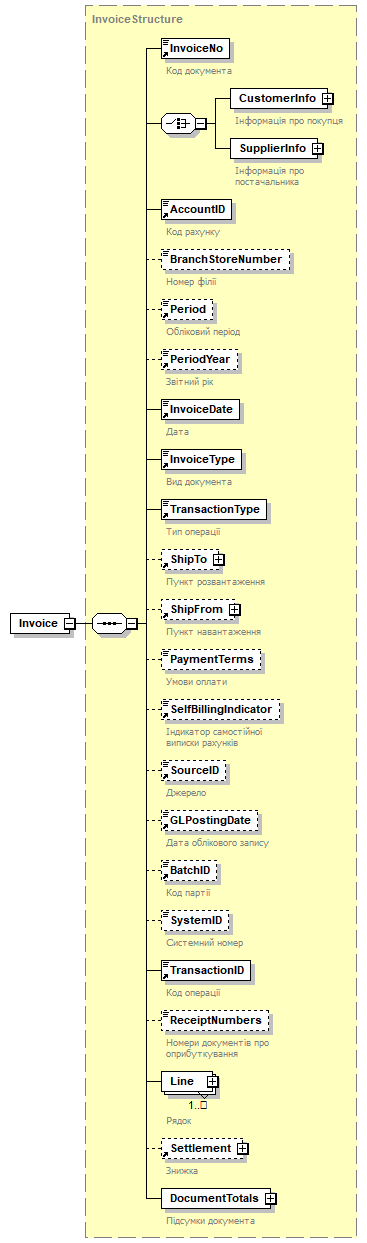 InvoiceStructure
InvoiceNo
Код документа
CustomerInfo
Інформація про покупця
SupplierInfo
Інформація про
постачальника
AccountID
Код рахунку
BranchStoreNumber
Номер філії
Period
Обліковий період
PeriodYear
Звітний рік
InvoiceDate
Дата
InvoiceType
Вид документа
TransactionType
Тип операції
ShipTo
Пункт розвантаження
ShipFrom
Пункт навантаження
Invoice
PaymentTerms
Умови оплати
SelfBillingIndicator
Індикатор самостійної
виписки рахунків
SourceID
Джерело
GLPostingDate
Дата облікового запису
BatchID
Код партії
SystemID
Системний номер
TransactionID
Код операції
ReceiptNumbers
Номери документів про
оприбуткування
Line
1..
Рядок
Settlement
Знижка
DocumentTotals
Підсумки документа